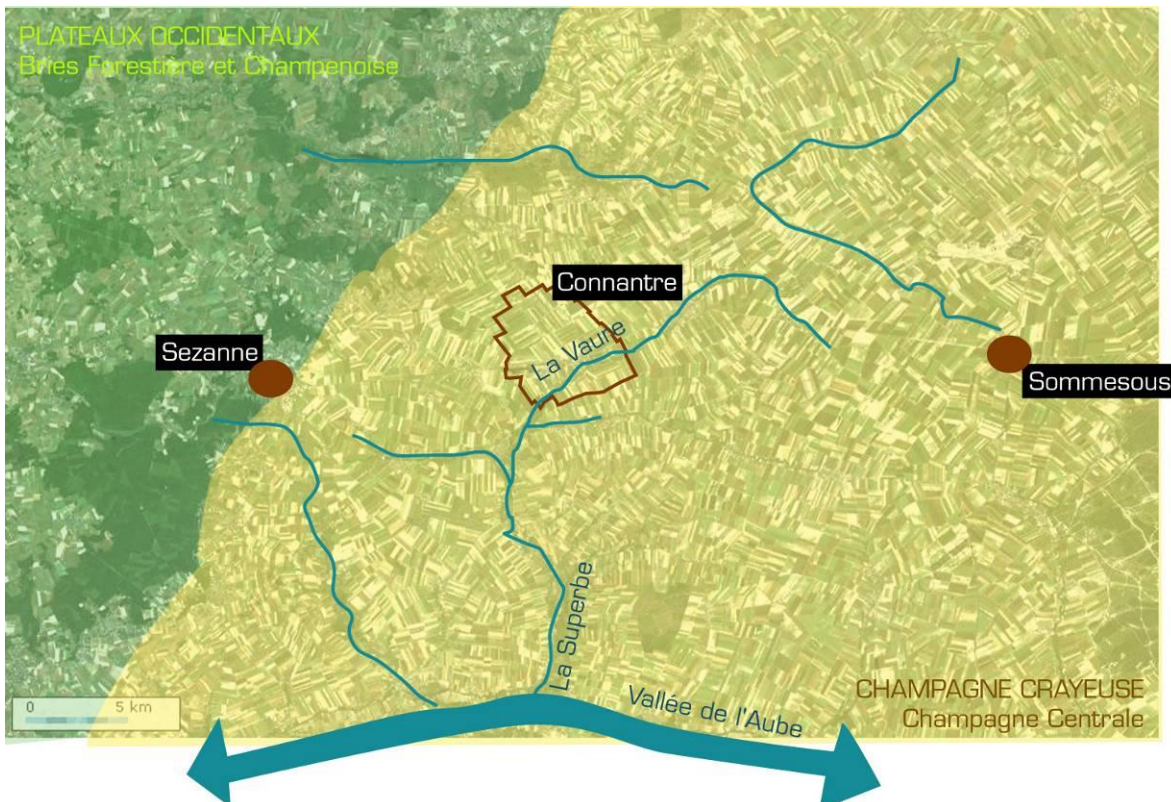 PLATEAUX OCCIDENTAUX
Bries Forestière et Champenoise
Connantre
La Vaure
Sezanne
Sommesous
La Superbe
Vallée de l'Aube
CHAMPAGNE CRAYEUSE
Champagne Centrale
0 5 km